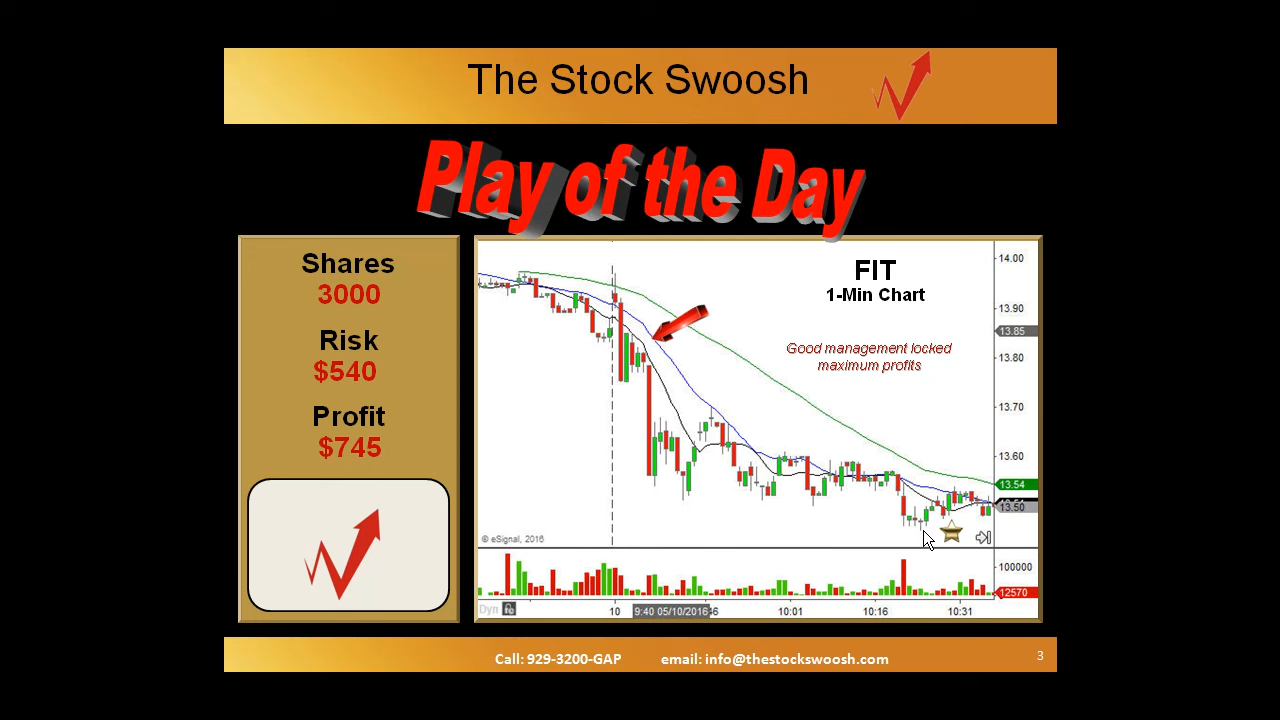 The Stock Swoosh
Play of the Day
Shares
3000
Risk
$540
Profit
$745
FIT
1-Min Chart
Good management locked
maximum profits
14.00
13.90
13.85
13.80
13.70
13.60
13.54
13.50
© eSignal, 2016
100000
12570
Dyn
10
9:40 05/10/2016
10:01
10:16
10:31
Call: 929-3200-GAP
email: info@thestockswoosh.com
3